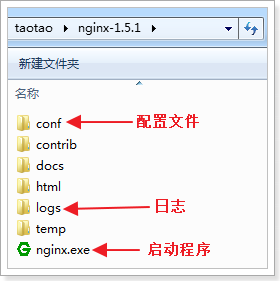 taotao ▸ nginx-1.5.1 ▸
新建文件夹
名称
conf 配置文件
contrib
docs
html
logs 日志
temp
nginx.exe 启动程序